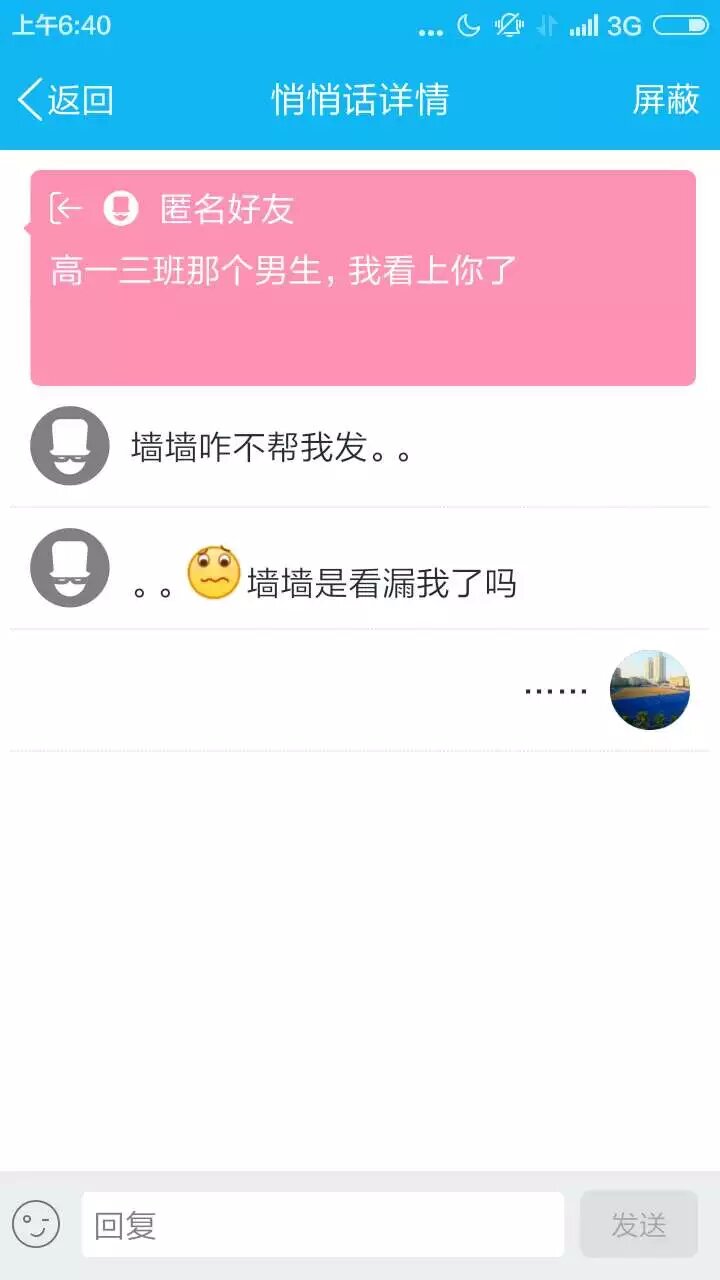 上午6:40
... 3G
返回 悄悄话详情 屏蔽
匿名好友
高一三班那个男生，我看上你了
墙墙咋不帮我发。。
。。墙墙是看漏我了吗
……
回复 发送